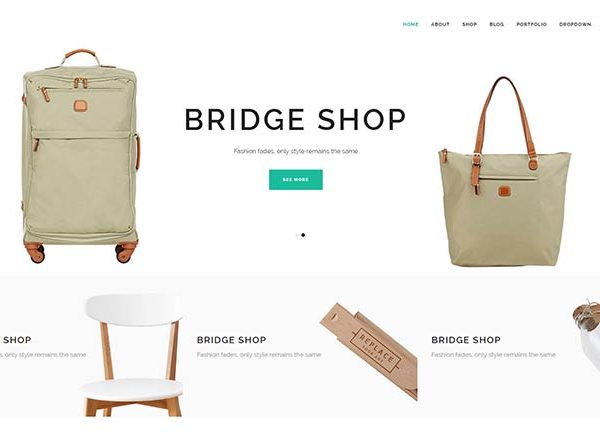 HOME ABOUT SHOP BLOG PORTFOLIO DROPDOWN
BRIDGE SHOP
Fashion fades, only style remains the same
SEE MORE
SHOP
s, only style remains the same
BRIDGE SHOP
Fashion fades, only style remains the same
REPLACE
BRIDGE SHOP
Fashion fades, only style remains the same